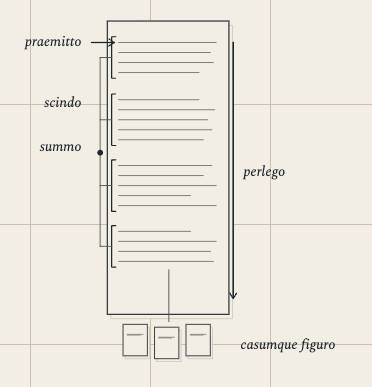 praemitto
scindo
summo
perlego
casumque figuro